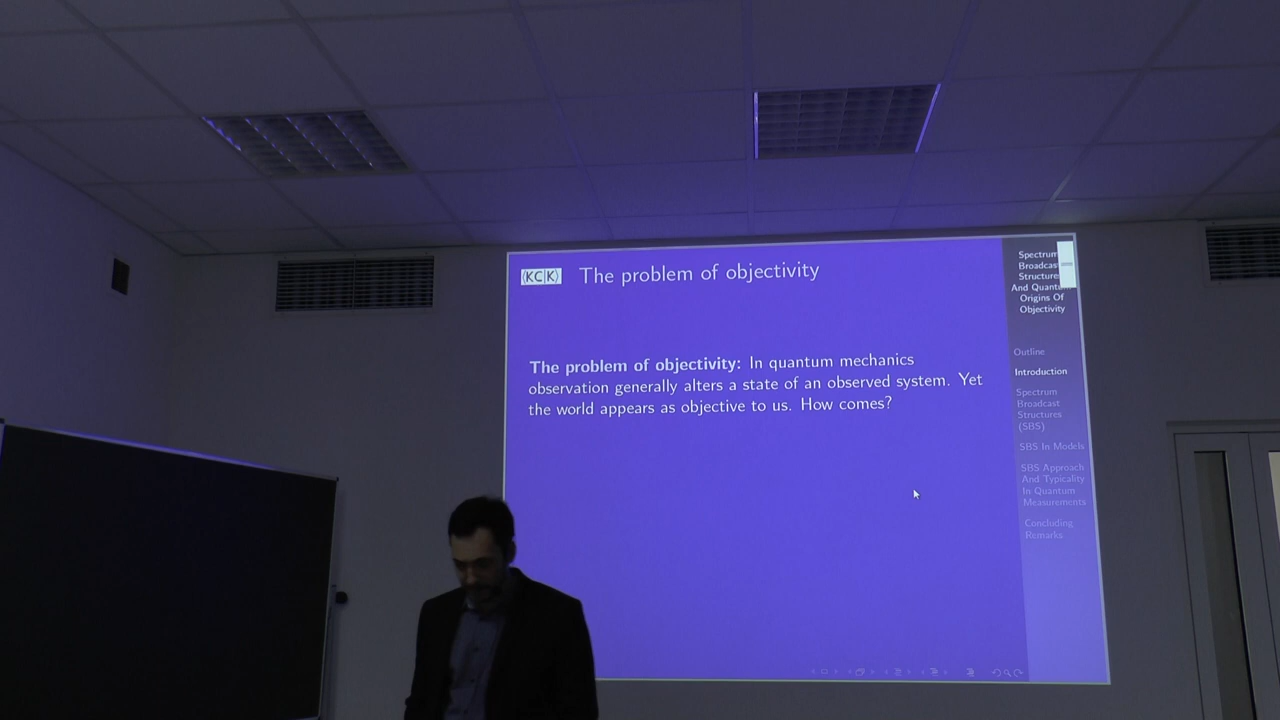 ⟨KC|K⟩
The problem of objectivity
The problem of objectivity: In quantum mechanics
observation generally alters a state of an observed system. Yet
the world appears as objective to us. How comes?
Spectrum
Broadcast
Structures
And Quantum
Origins Of
Objectivity
Outline
Introduction
Spectrum
Broadcast
Structures
(SBS)
SBS In Models
SBS Approach
And Typicality
In Quantum
Measurements
Concluding
Remarks